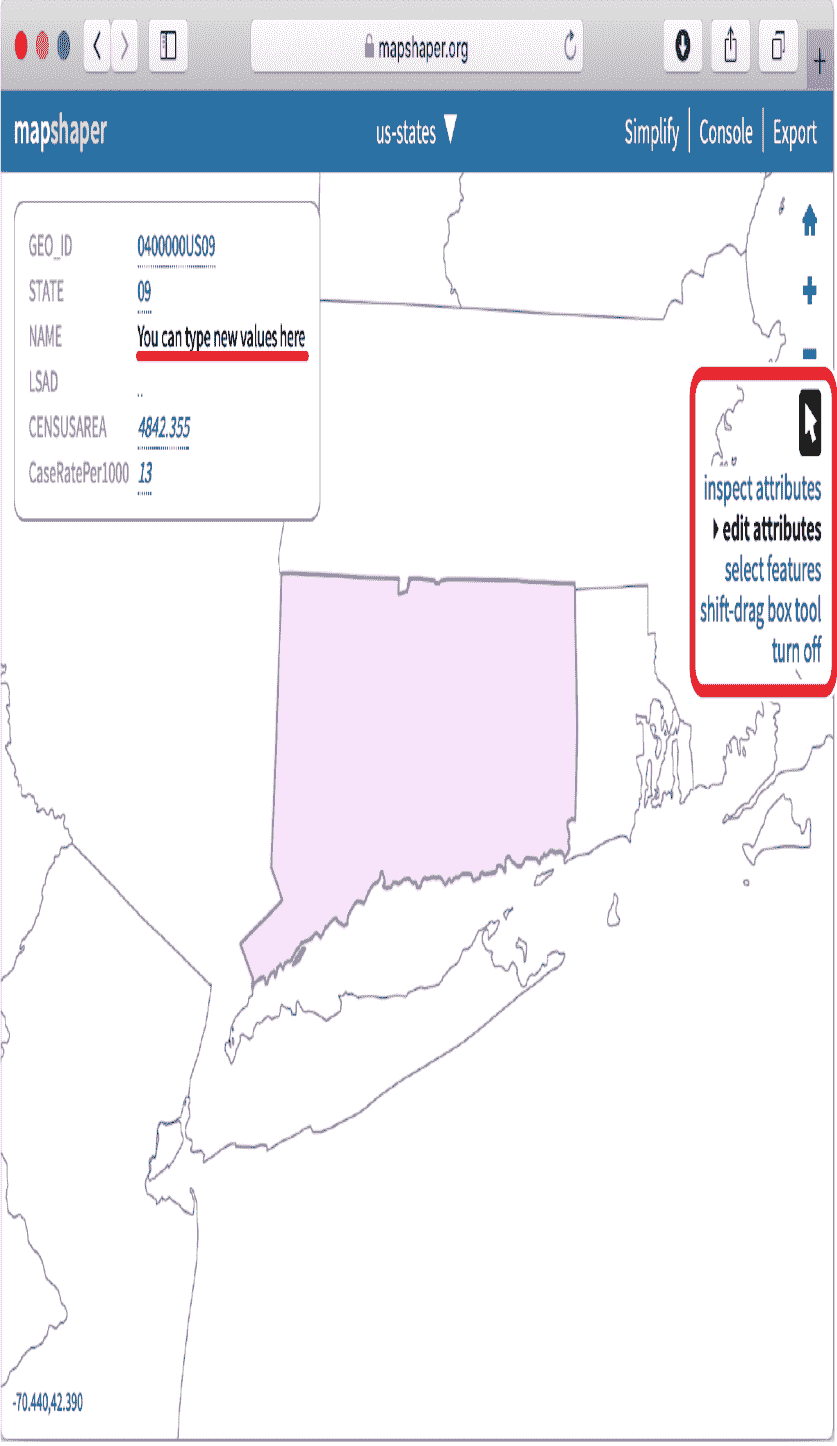 mapshaper.org
mapshaper
us-states
Simplify | Console | Export
GEO_ID 0400000US09
STATE 09
NAME You can type new values here
LSAD ..
CENSUSAREA 4842.355
CaseRatePer1000 13
inspect attributes
edit attributes
select features
shift-drag box tool
turn off
-70.440,42.390